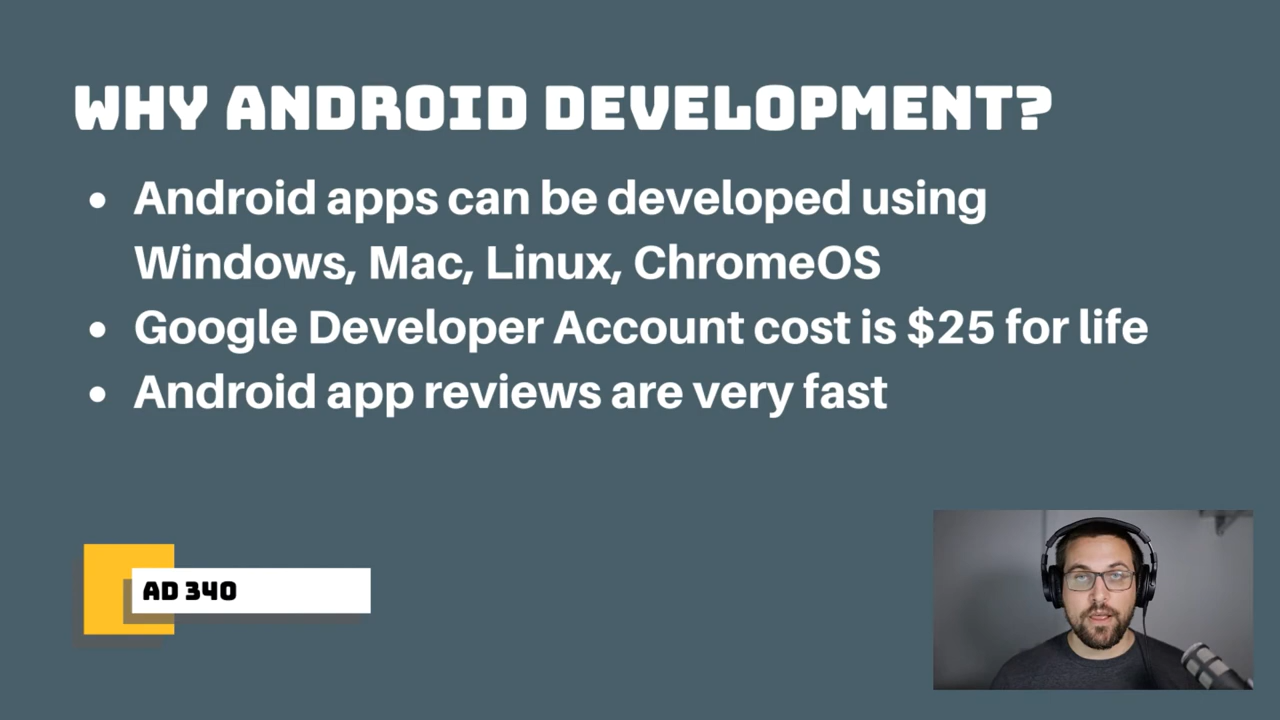 WHY ANDROID DEVELOPMENT?
• Android apps can be developed using
Windows, Mac, Linux, ChromeOS
• Google Developer Account cost is $25 for life
• Android app reviews are very fast
AD 340